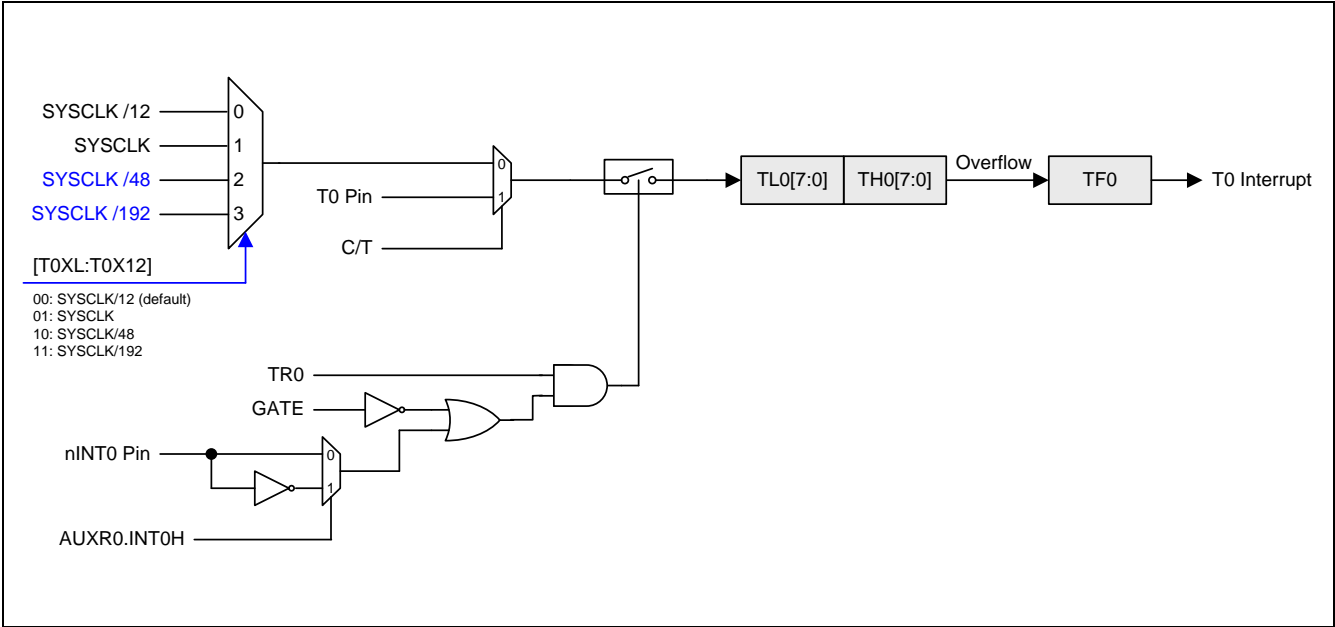 SYSCLK /12
0
SYSCLK
1
SYSCLK /48
2
SYSCLK /192
3
[T0XL:T0X12]
00: SYSCLK/12 (default)
01: SYSCLK
10: SYSCLK/48
11: SYSCLK/192
0
T0 Pin
1
C/T
TL0[7:0]
TH0[7:0]
Overflow
TF0
T0 Interrupt
TR0
GATE
nINT0 Pin
0
1
AUXR0.INT0H